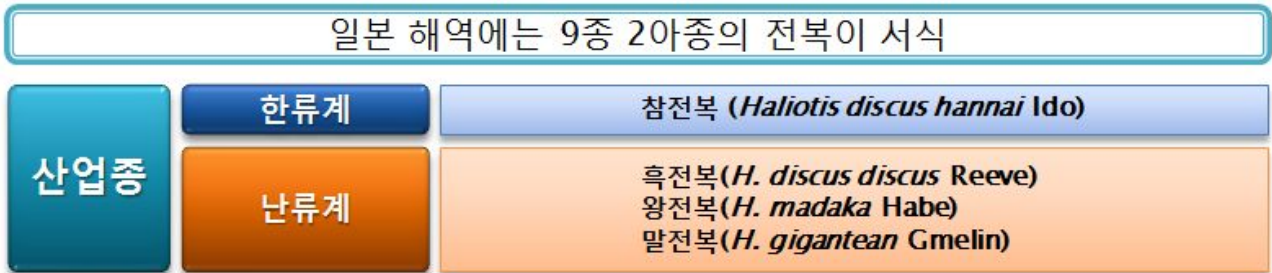 일본 해역에는 9종 2아종의 전복이 서식
산업종
한류계
참전복 (Haliotis discus hannai Ido)
난류계
흑전복(H. discus discus Reeve)
왕전복(H. madaka Habe)
말전복(H. gigantean Gmelin)